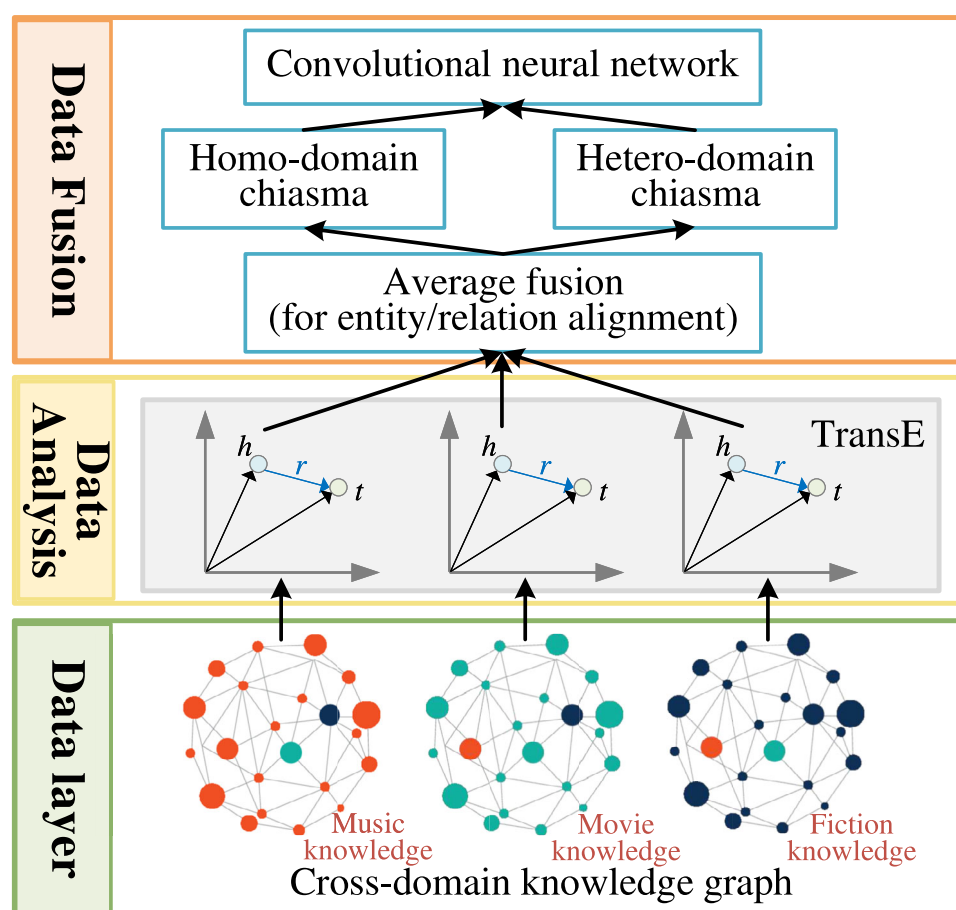 Data Fusion
Convolutional neural network
Homo-domain
chiasma
Hetero-domain
chiasma
Average fusion
(for entity/relation alignment)
Data
Analysis
TransE
h
r
t
h
r
t
h
r
t
Data layer
Music
knowledge
Movie
knowledge
Fiction
knowledge
Cross-domain knowledge graph